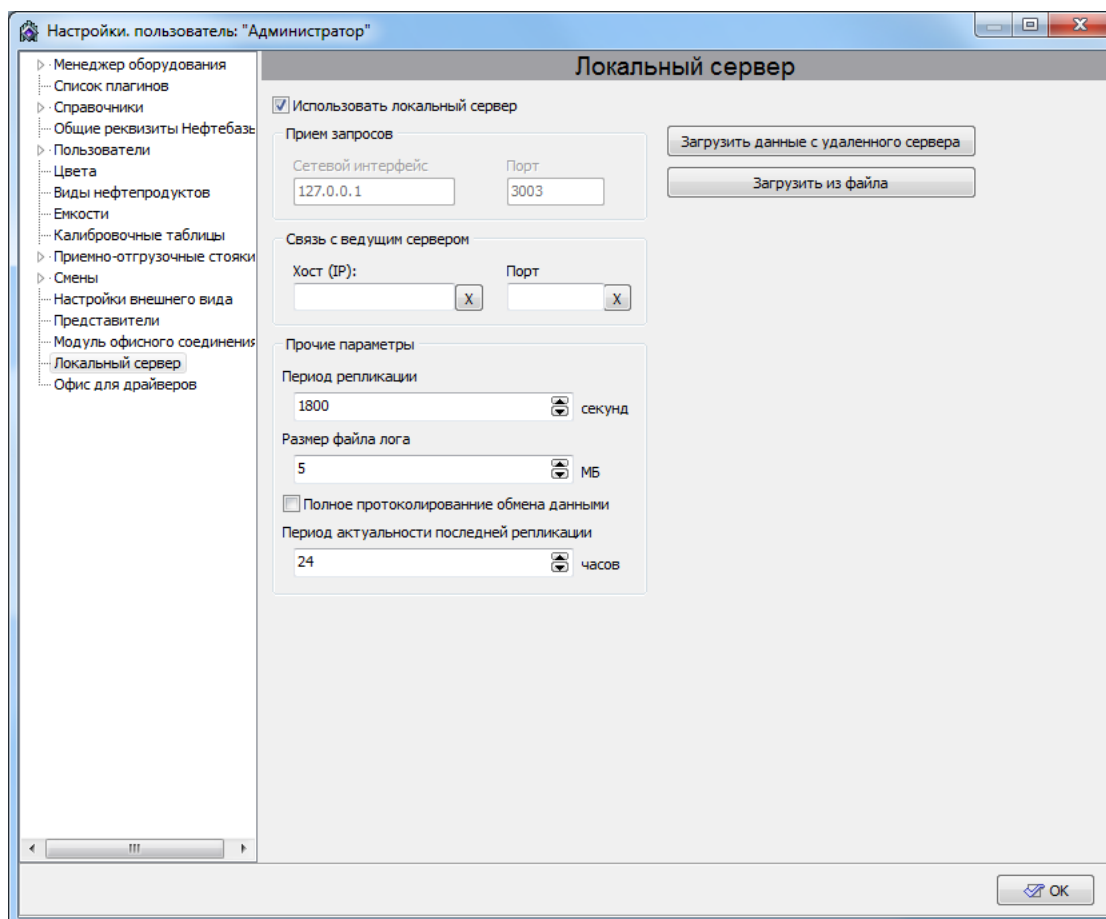 Настройки. пользователь: "Администратор"
Менеджер оборудования
Список плагинов
Справочники
Общие реквизиты Нефтебазь
Пользователи
Цвета
Виды нефтепродуктов
Емкости
Калибровочные таблицы
Приемно-отгрузочные стояки
Смены
Настройки внешнего вида
Представители
Модуль офисного соединения
Локальный сервер
Офис для драйверов
Локальный сервер
Использовать локальный сервер
Прием запросов
Сетевой интерфейс Порт
127.0.0.1 3003
Загрузить данные с удаленного сервера
Загрузить из файла
Связь с ведущим сервером
Хост (IP): Порт
X X
Прочие параметры
Период репликации
1800 секунд
Размер файла лога
5 МБ
Полное протоколированние обмена данными
Период актуальности последней репликации
24 часов
OK